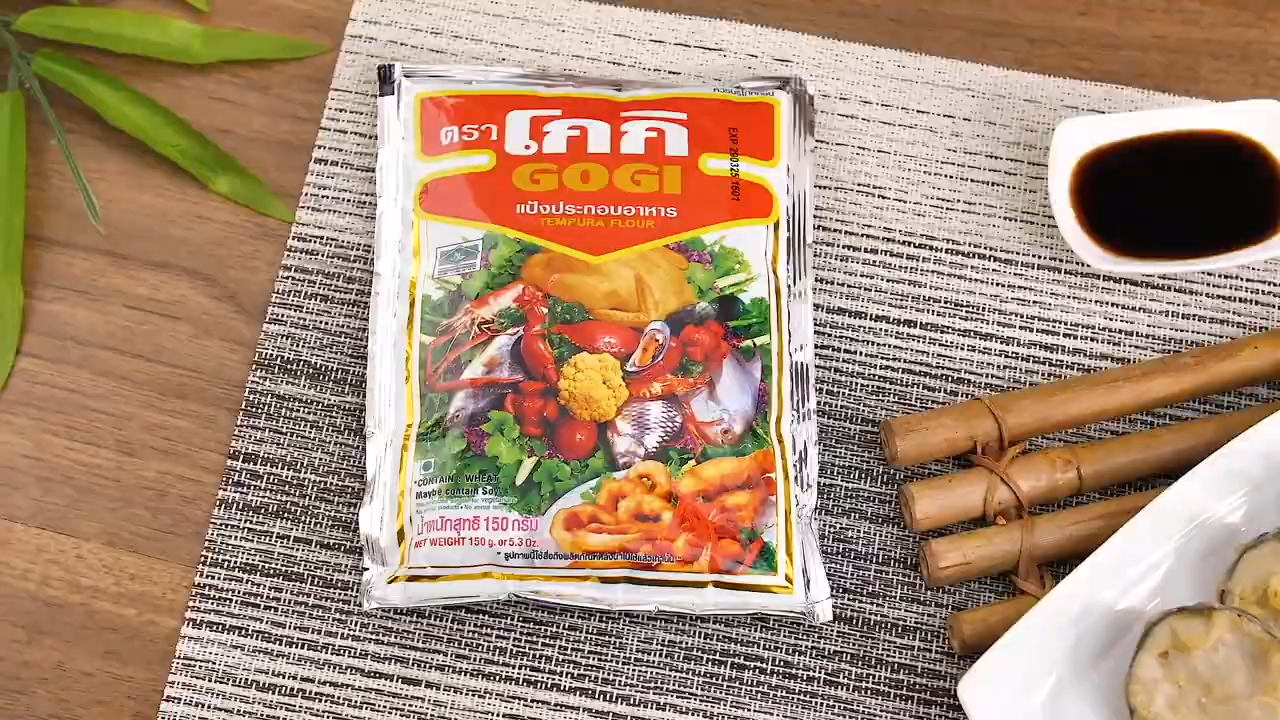 ตรา โกกิ
GOGI
แป้งประกอบอาหาร
TEMPURA FLOUR
EXP 290325 1601
*CONTAIN : WHEAT
Maybe contain Soy
น้ำหนักสุทธิ 150 กรัม
NET WEIGHT 150 g. or 5.3 Oz.